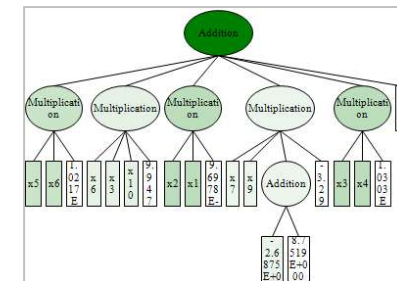 Addition
Multiplicati
on
Multiplication
Multiplicati
on
Multiplication
Multiplicati
on
x5
x6
1.
02
17
E
x
6
x
3
x
1
0
9.
9
4
7
x2
x1
9.
69
78
E-
x
7
x
9
Addition
-
3.
2
9
x3
x4
1.
03
03
E
-
2.6
875
E+0
8.7
519
E+0
00